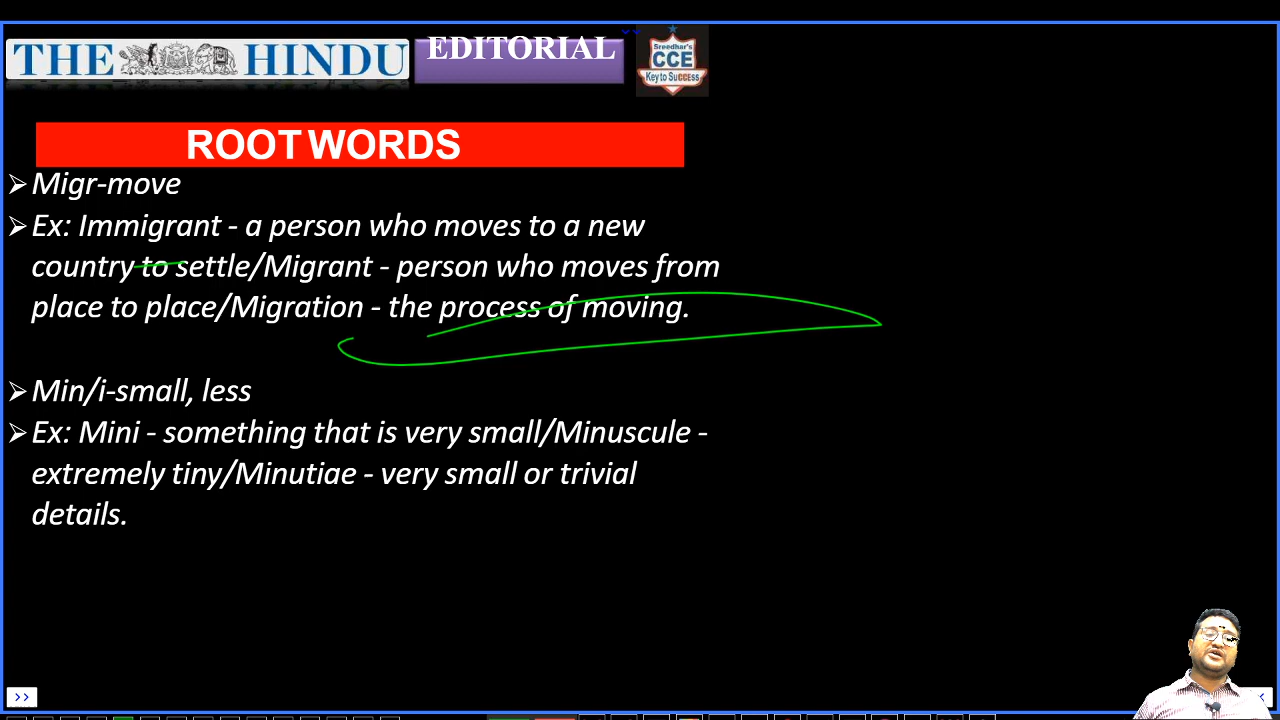 THE HINDU
EDITORIAL
Sreedhar's
CCE
Key to SuCCess
ROOT WORDS
➢Migr-move
➢Ex: Immigrant - a person who moves to a new
country to settle/Migrant - person who moves from
place to place/Migration - the process of moving.
➢Min/i-small, less
➢Ex: Mini - something that is very small/Minuscule -
extremely tiny/Minutiae - very small or trivial
details.
>>